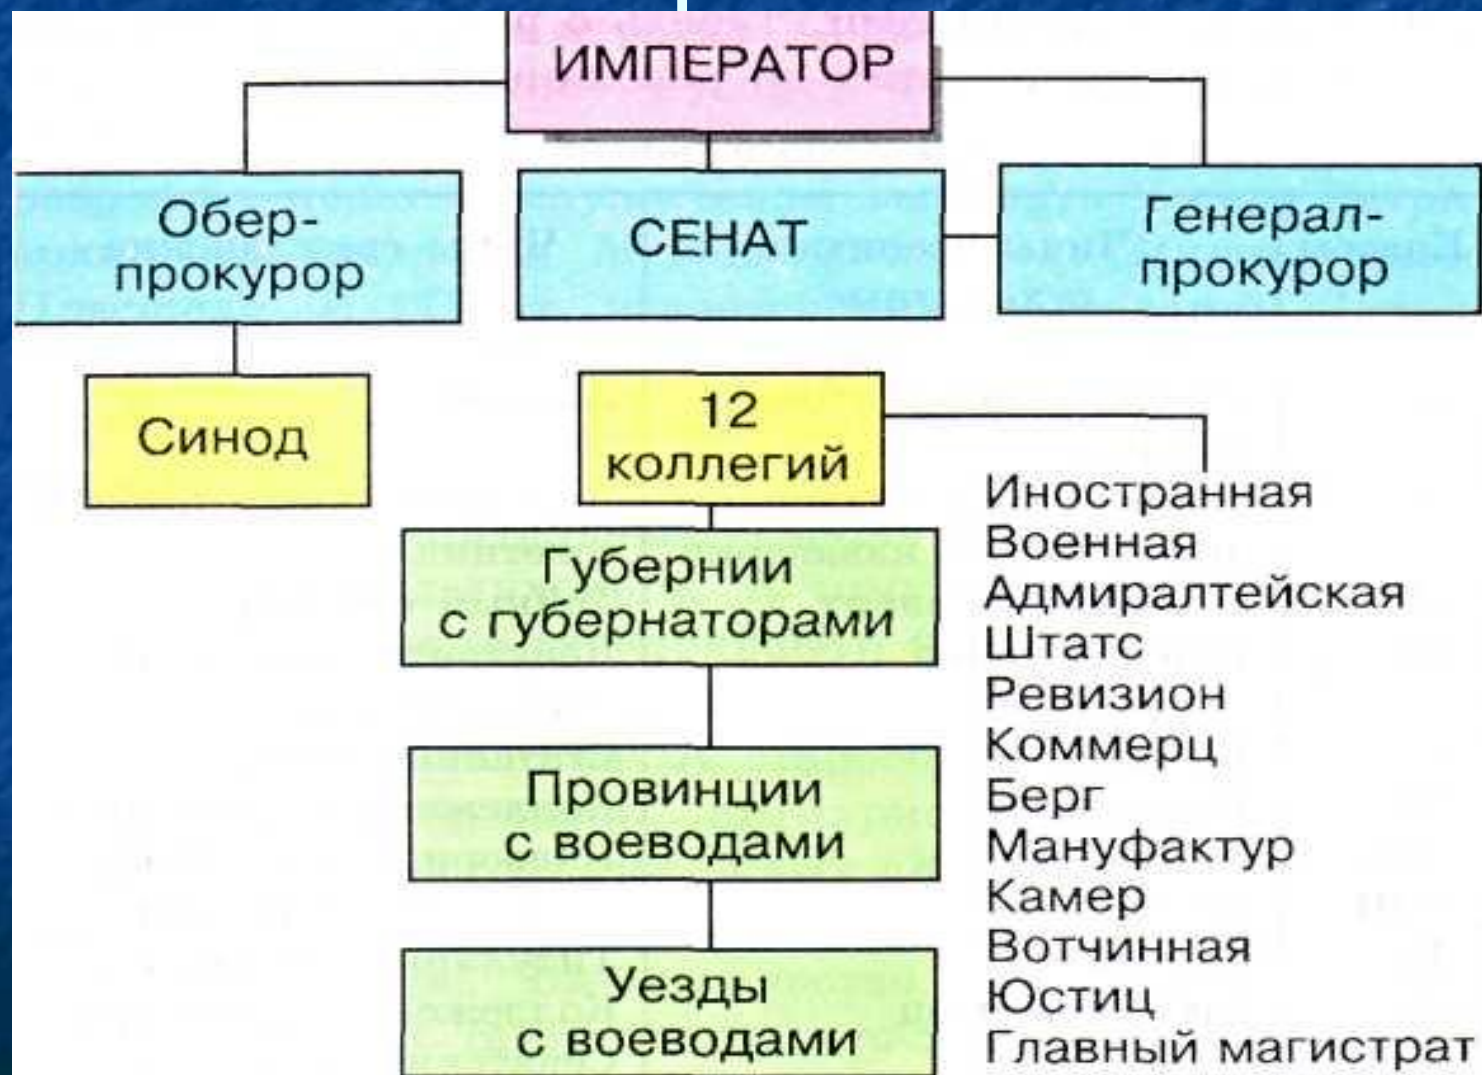 ИМПЕРАТОР
Обер-
прокурор
СЕНАТ
Генерал-
прокурор
Синод
12
коллегий
Губернии
с губернаторами
Провинции
с воеводами
Уезды
с воеводами
Иностранная
Военная
Адмиралтейская
Штатс
Ревизион
Коммерц
Берг
Мануфактур
Камер
Вотчинная
Юстиц
Главный магистрат